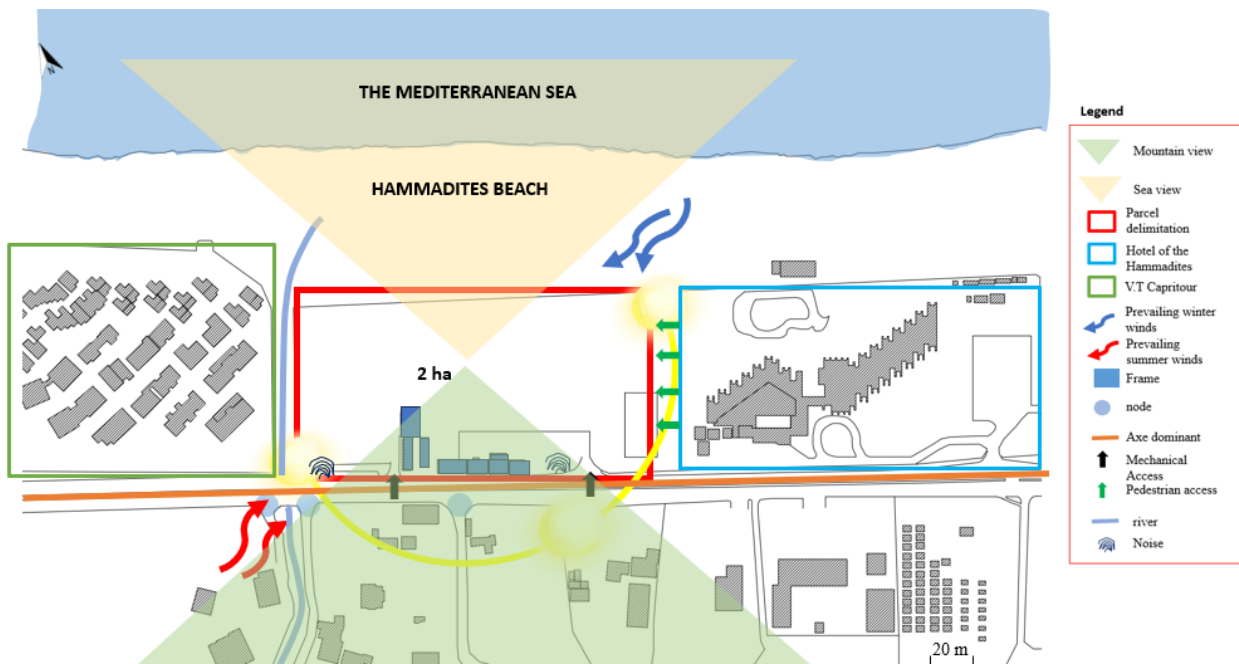 N
THE MEDITERRANEAN SEA
HAMMADITES BEACH
2 ha
20 m
Legend
Mountain view
Sea view
Parcel
delimitation
Hotel of the
Hammadites
V.T Capritour
Prevailing winter
winds
Prevailing
summer winds
Frame
node
Axe dominant
Mechanical
Access
Pedestrian access
river
Noise